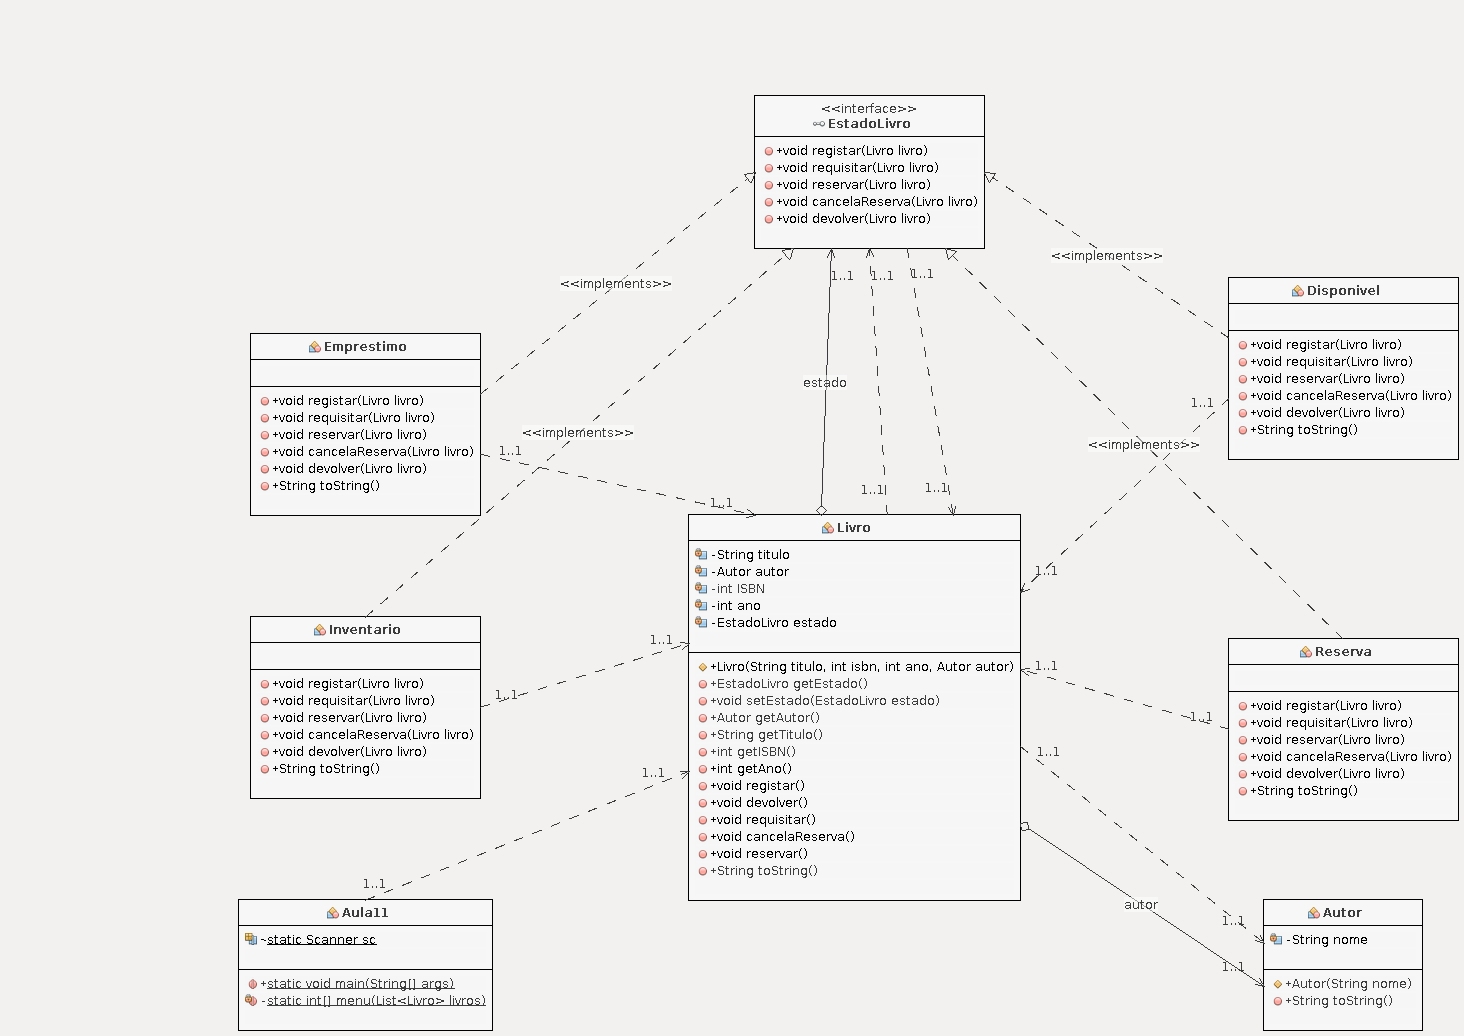 <<interface>>
EstadoLivro
+void registar(Livro livro)
+void requisitar(Livro livro)
+void reservar(Livro livro)
+void cancelaReserva(Livro livro)
+void devolver(Livro livro)
<<implements>>
<<implements>>
<<implements>>
<<implements>>
1..1
1..1
1..1
estado
1..1
1..1
Emprestimo
+void registar(Livro livro)
+void requisitar(Livro livro)
+void reservar(Livro livro)
+void cancelaReserva(Livro livro)
+void devolver(Livro livro)
+String toString()
1..1
1..1
Disponivel
+void registar(Livro livro)
+void requisitar(Livro livro)
+void reservar(Livro livro)
+void cancelaReserva(Livro livro)
+void devolver(Livro livro)
+String toString()
1..1
1..1
Livro
-String titulo
-Autor autor
-int ISBN
-int ano
-EstadoLivro estado
+Livro(String titulo, int isbn, int ano, Autor autor)
+EstadoLivro getEstado()
+void setEstado(EstadoLivro estado)
+Autor getAutor()
+String getTitulo()
+int getISBN()
+int getAno()
+void registar()
+void devolver()
+void requisitar()
+void cancelaReserva()
+void reservar()
+String toString()
Inventario
+void registar(Livro livro)
+void requisitar(Livro livro)
+void reservar(Livro livro)
+void cancelaReserva(Livro livro)
+void devolver(Livro livro)
+String toString()
1..1
1..1
Reserva
+void registar(Livro livro)
+void requisitar(Livro livro)
+void reservar(Livro livro)
+void cancelaReserva(Livro livro)
+void devolver(Livro livro)
+String toString()
1..1
1..1
1..1
1..1
autor
1..1
1..1
1..1
Aula11
~static Scanner sc
+static void main(String[] args)
-static int[] menu(List<Livro> livros)
Autor
-String nome
+Autor(String nome)
+String toString()